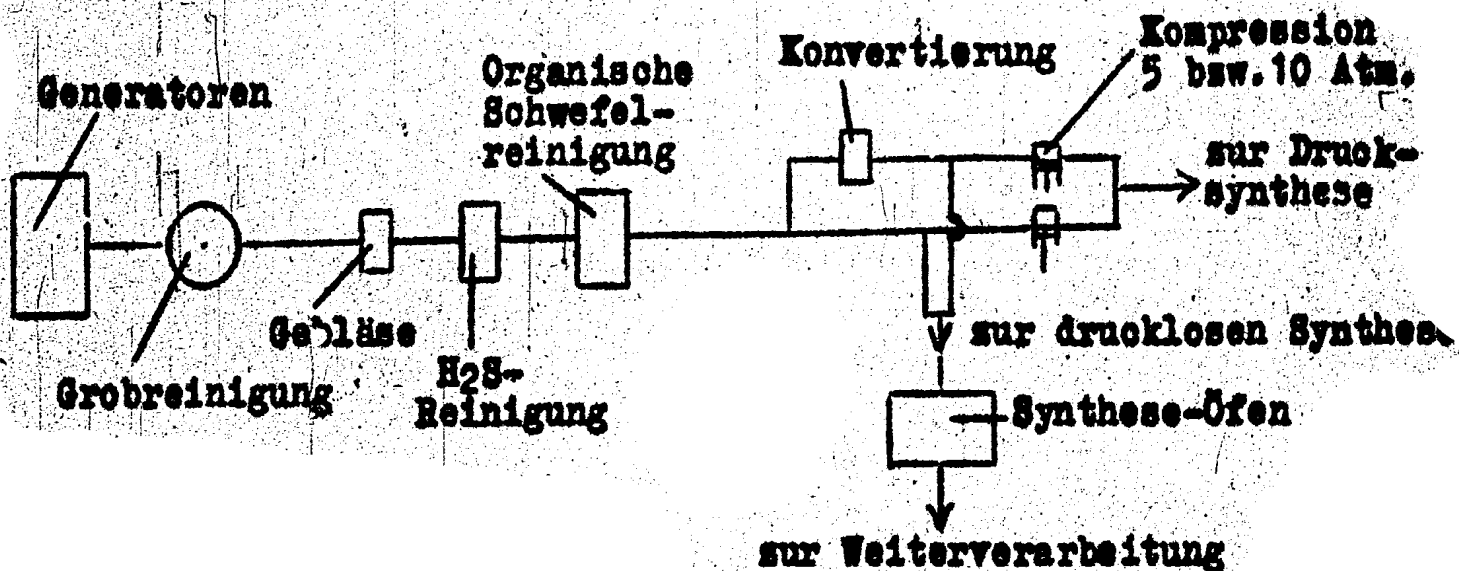 Generatoren
Organische
Schwefel-
reinigung
Konvertierung
Kompression
5 bzw.10 Atm.
zur Druck-
synthese
Gebläse
Grobreinigung
H2S-
Reinigung
zur drucklosen Synthese
Synthese-Öfen
zur Weiterverarbeitung